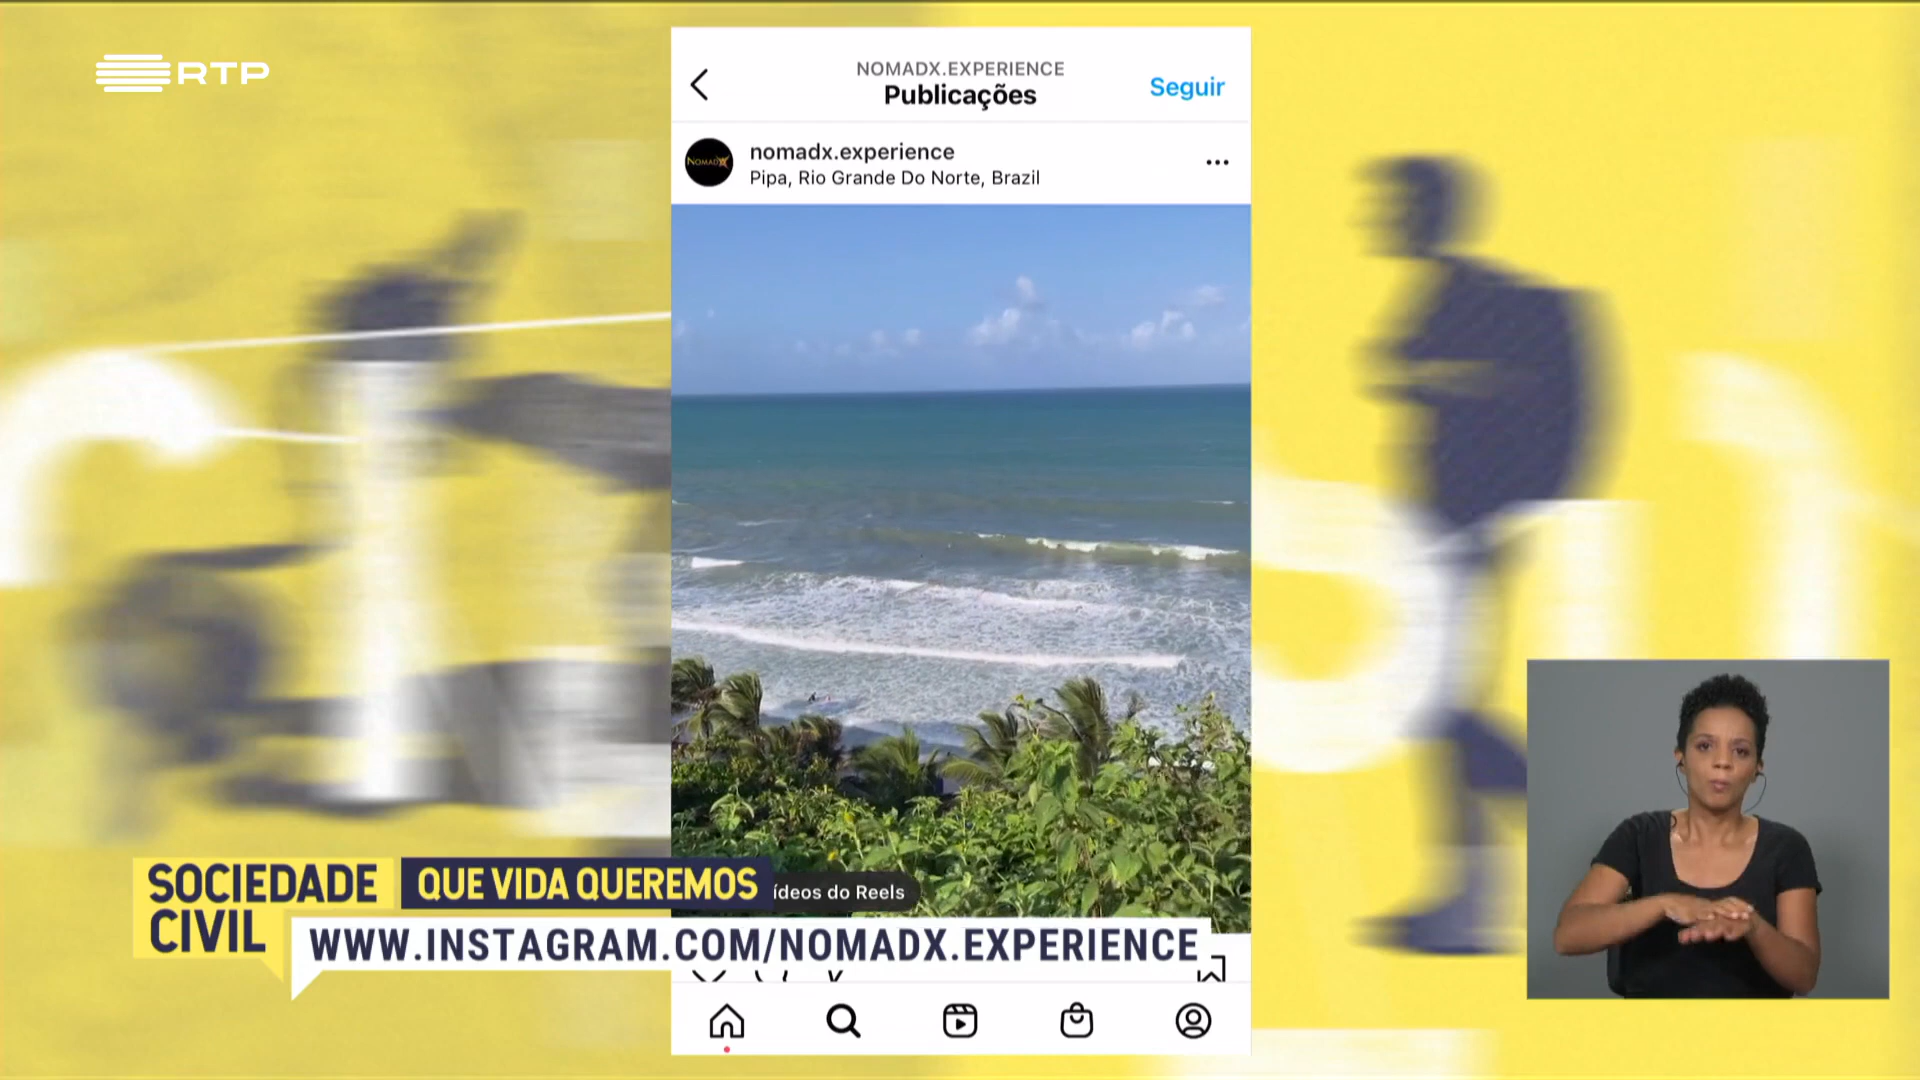 RTP
NOMADX.EXPERIENCE
Publicações
Seguir
NOMADX
nomadx.experience
Pipa, Rio Grande Do Norte, Brazil
SOCIEDADE
CIVIL
QUE VIDA QUEREMOS
ídeos do Reels
WWW.INSTAGRAM.COM/NOMADX.EXPERIENCE